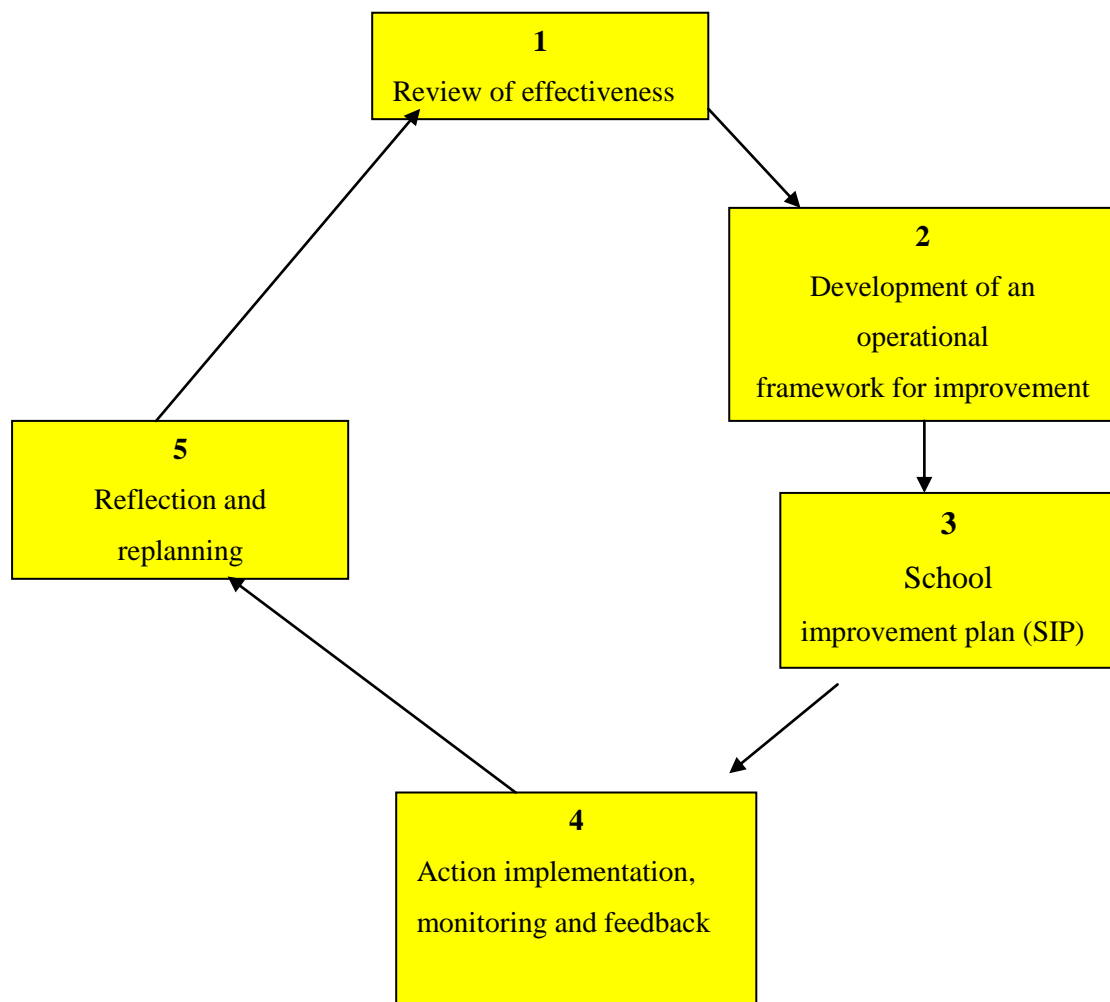 1
Review of effectiveness
2
Development of an
operational
framework for improvement
3
School
improvement plan (SIP)
4
Action implementation,
monitoring and feedback
5
Reflection and
replanning